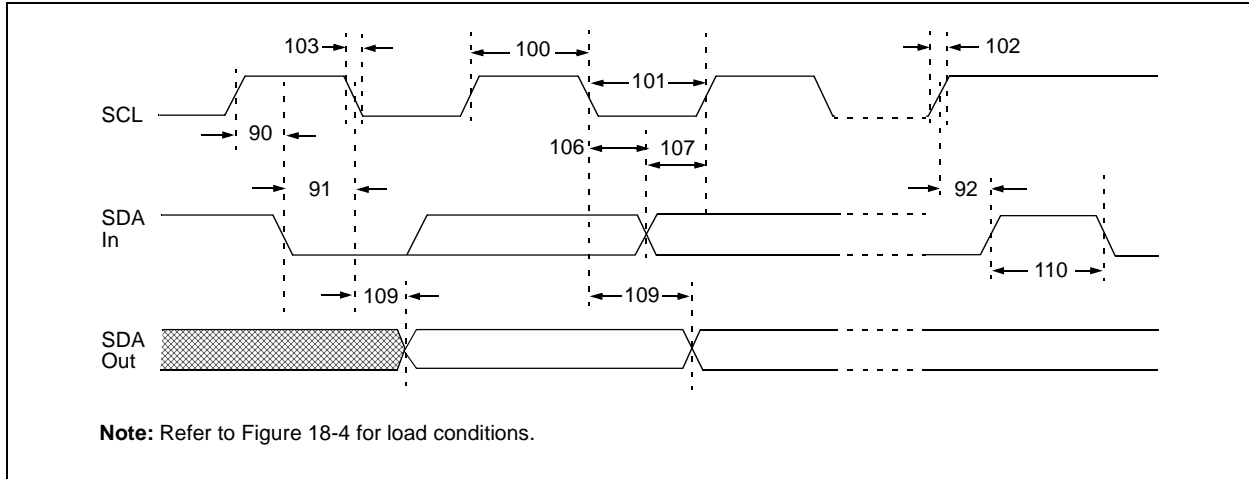 103
100
102
101
SCL
90
106
107
91
92
SDA
In
110
109
109
SDA
Out
Note: Refer to Figure 18-4 for load conditions.